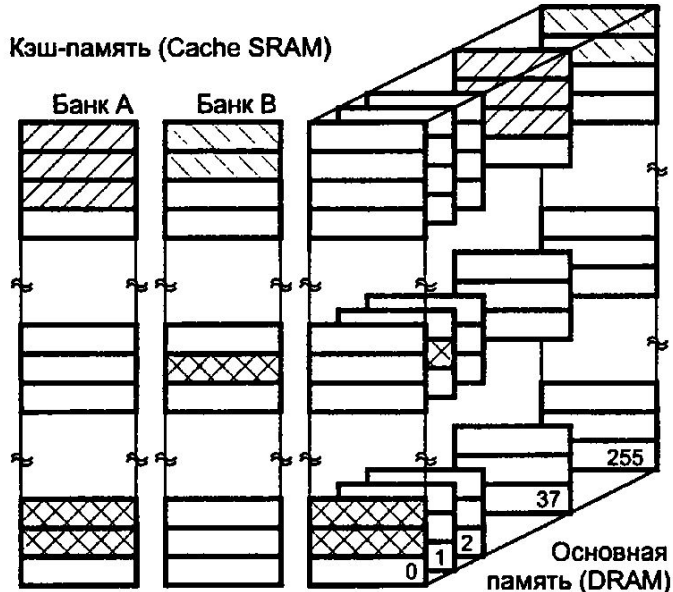 Кэш-память (Cache SRAM)
Банк A
Банк B
255
37
2
1
0
Основная
память (DRAM)